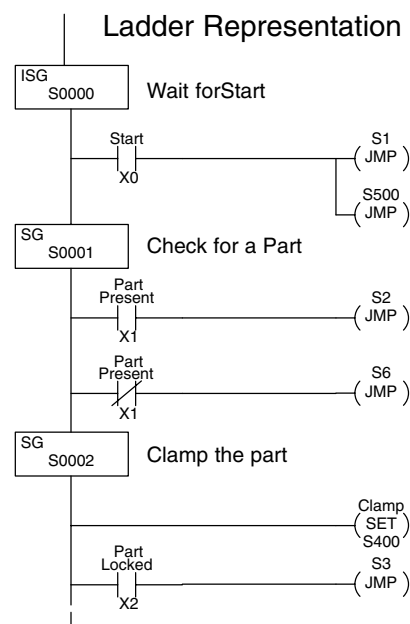 Ladder Representation
ISG
S0000
Wait forStart
Start
X0
S1
JMP
S500
JMP
SG
S0001
Check for a Part
Part
Present
X1
S2
JMP
Part
Present
X1
S6
JMP
SG
S0002
Clamp the part
Clamp
SET
S400
Part
Locked
X2
S3
JMP